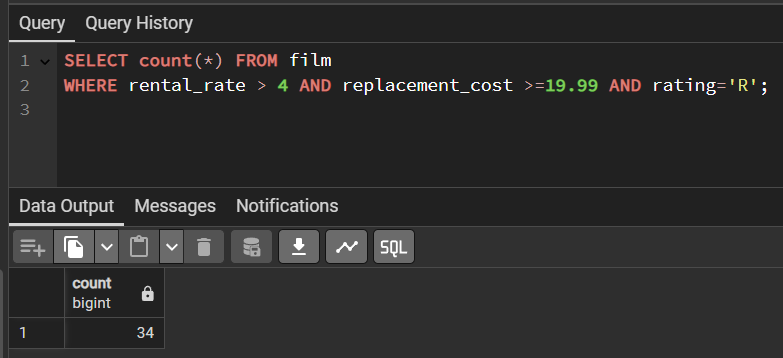 Query Query History
1 SELECT count(*) FROM film
2 WHERE rental_rate > 4 AND replacement_cost >=19.99 AND rating='R';
3
Data Output Messages Notifications
SQL
count
bigint
1 34